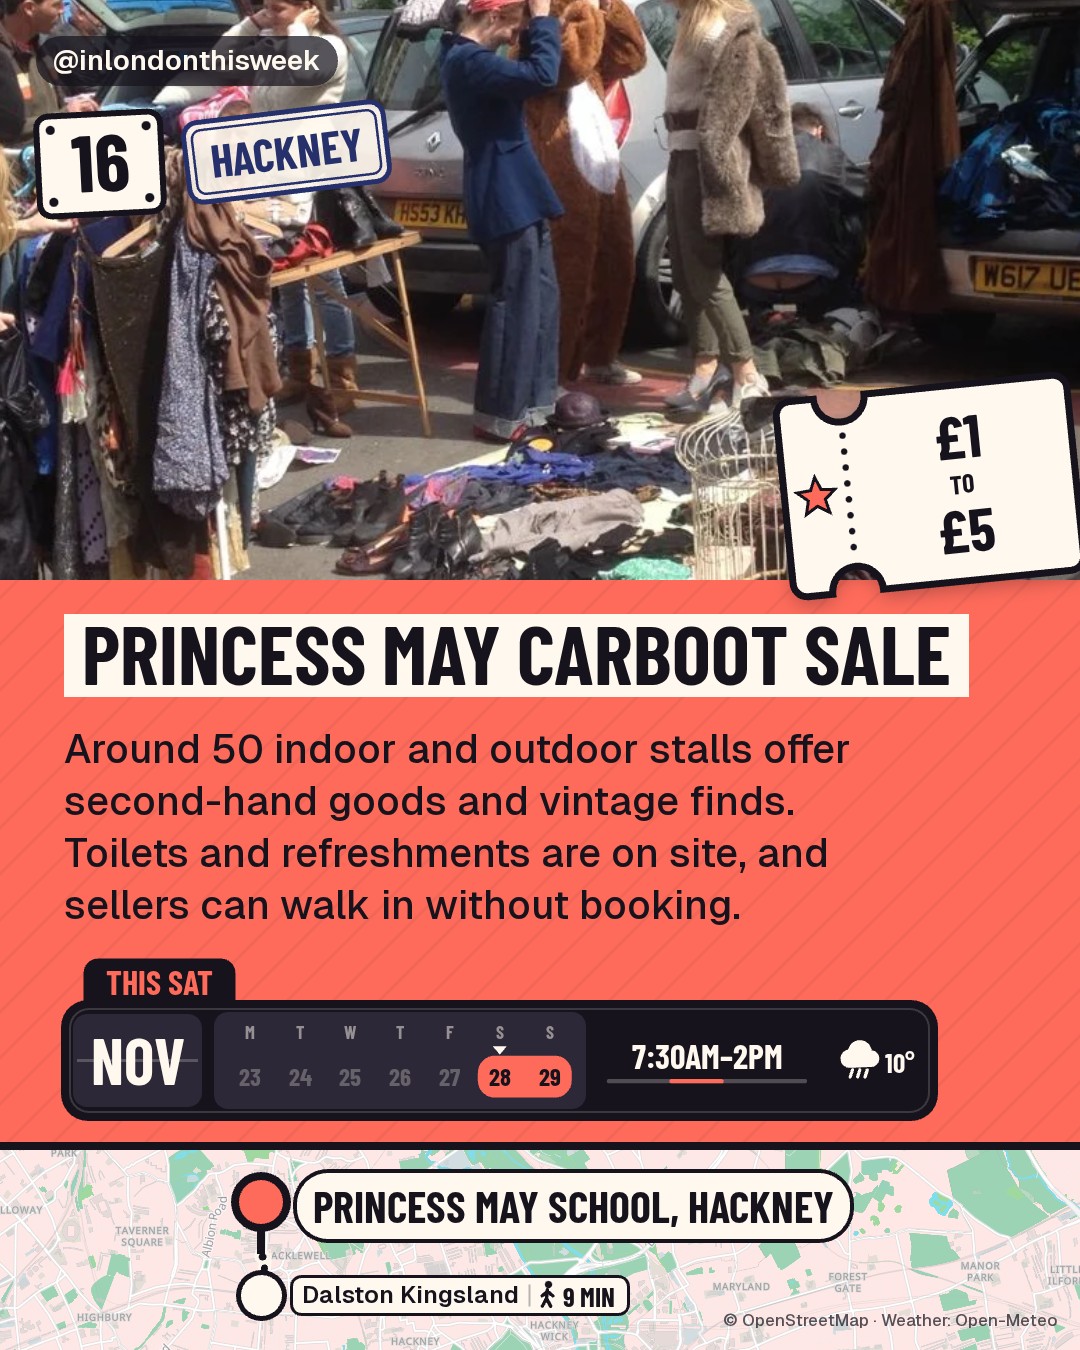 @inlondonthisweek
16
HACKNEY
HS53 KH
W617 UE
£1
TO
£5
PRINCESS MAY CARBOOT SALE
Around 50 indoor and outdoor stalls offer
second-hand goods and vintage finds.
Toilets and refreshments are on site, and
sellers can walk in without booking.
THIS SAT
NOV
M T W T F S S
23 24 25 26 27 28 29
7:30AM–2PM
10°
PARK
LLOWAY
TAVERNER
SQUARE
Albion Road
PRINCESS MAY SCHOOL, HACKNEY
ACKLEWELL
Dalston Kingsland | 9 MIN
HIGHBURY
HACKNEY
HACKNEY
WICK
MARYLAND
FOREST
GATE
MANOR
PARK
LITTL
ILFOR
© OpenStreetMap · Weather: Open-Meteo